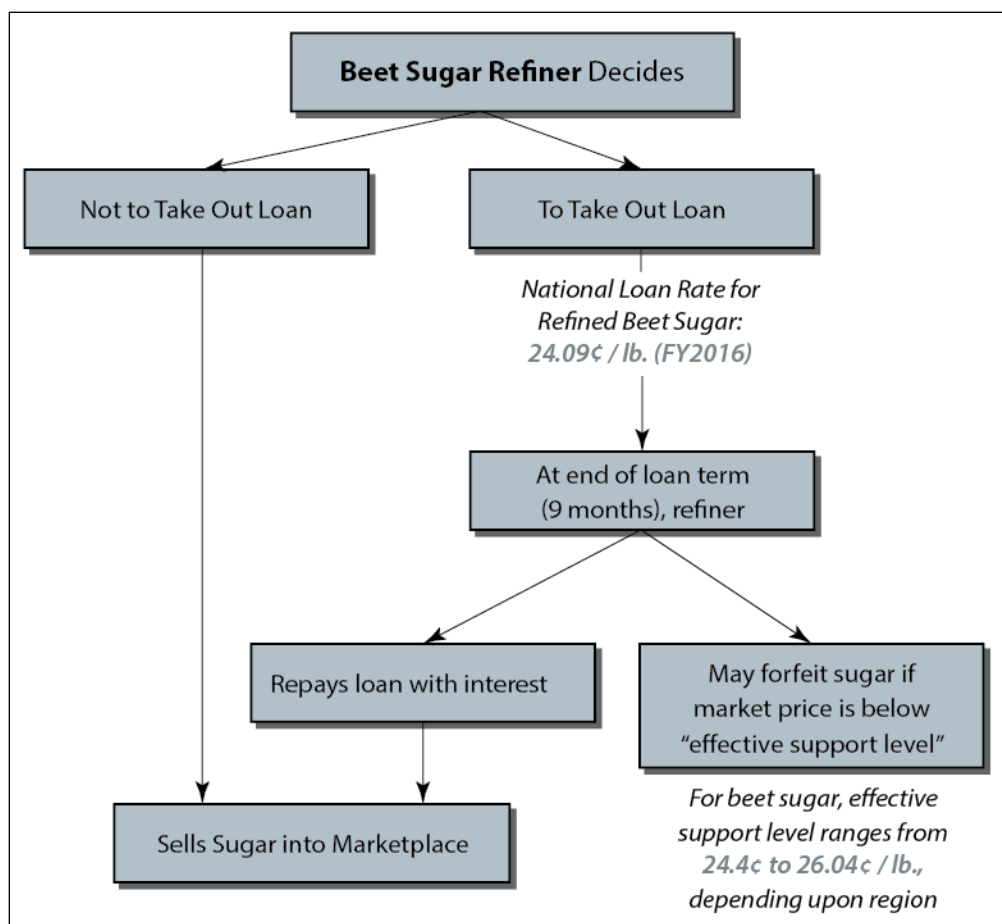 Beet Sugar Refiner Decides
Not to Take Out Loan
To Take Out Loan
National Loan Rate for
Refined Beet Sugar:
24.09¢ / lb. (FY2016)
At end of loan term
(9 months), refiner
Repays loan with interest
May forfeit sugar if
market price is below
“effective support level”
Sells Sugar into Marketplace
For beet sugar, effective
support level ranges from
24.4¢ to 26.04¢ / lb.,
depending upon region